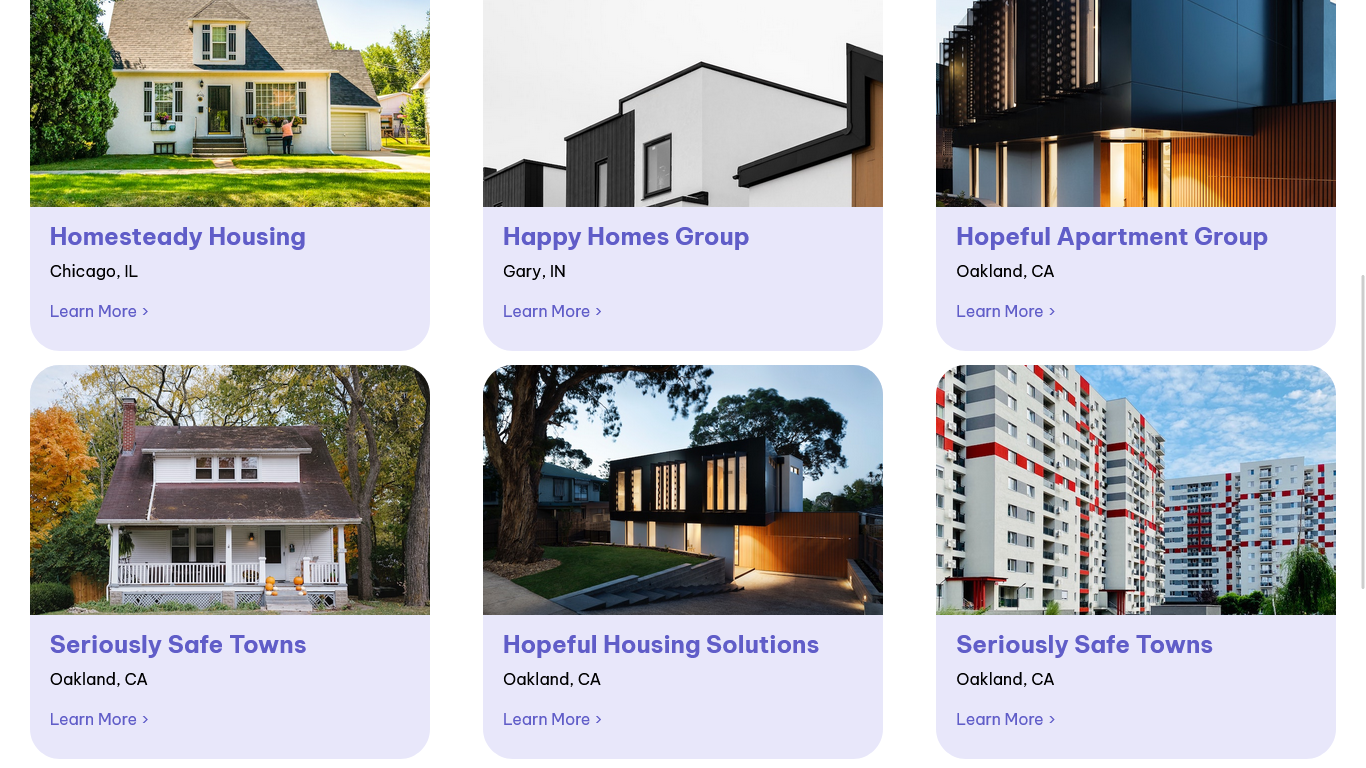 Homesteady Housing
Chicago, IL
Learn More >
Happy Homes Group
Gary, IN
Learn More >
Hopeful Apartment Group
Oakland, CA
Learn More >
Seriously Safe Towns
Oakland, CA
Learn More >
Hopeful Housing Solutions
Oakland, CA
Learn More >
Seriously Safe Towns
Oakland, CA
Learn More >